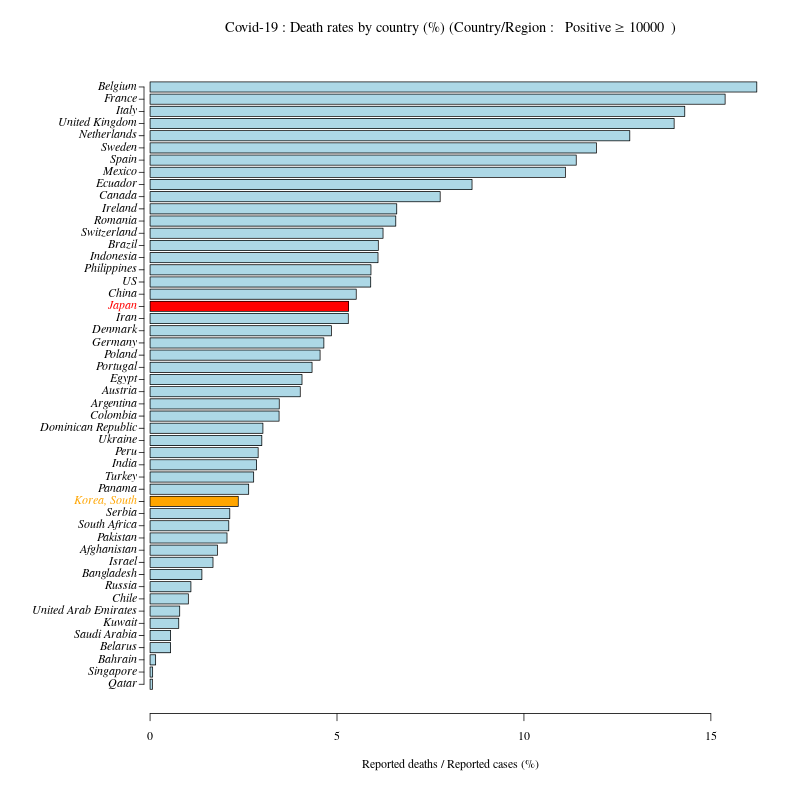 Covid-19 : Death rates by country (%) (Country/Region :   Positive ≥ 10000  )
Belgium
France
Italy
United Kingdom
Netherlands
Sweden
Spain
Mexico
Ecuador
Canada
Ireland
Romania
Switzerland
Brazil
Indonesia
Philippines
US
China
Japan
Iran
Denmark
Germany
Poland
Portugal
Egypt
Austria
Argentina
Colombia
Dominican Republic
Ukraine
Peru
India
Turkey
Panama
Korea, South
Serbia
South Africa
Pakistan
Afghanistan
Israel
Bangladesh
Russia
Chile
United Arab Emirates
Kuwait
Saudi Arabia
Belarus
Bahrain
Singapore
Qatar
0 5 10 15
Reported deaths / Reported cases (%)